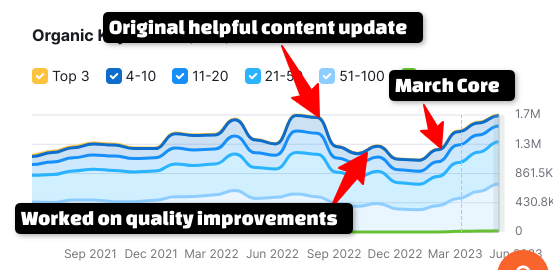 Original helpful content update
Organic K
Top 3 4-10 11-20 21-5 51-100
March Core
1.7M
1.3M
861.5K
430.8K
0
Worked on quality improvements
Sep 2021 Dec 2021 Mar 2022 Jun 2022 Sep 2022 Dec 2022 Mar 2023 Jun 2023